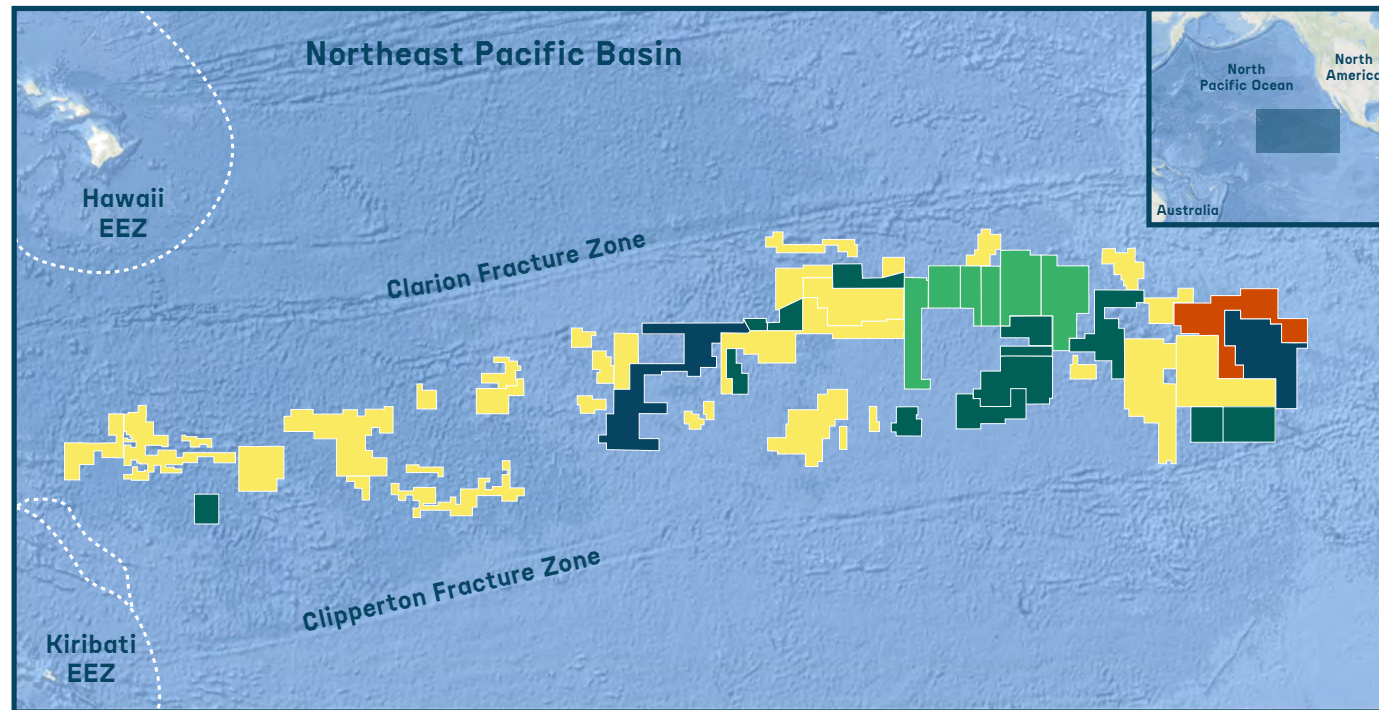 Northeast Pacific Basin
North
Pacific Ocean
North
America
Australia
Hawaii
EEZ
Clarion Fracture Zone
Clipperton Fracture Zone
Kiribati
EEZ